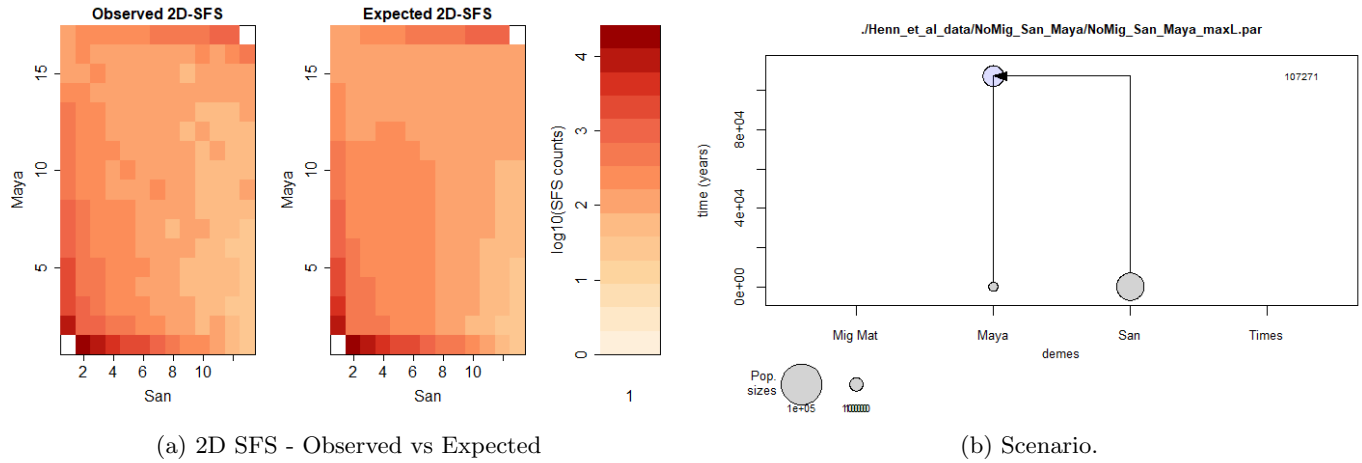 Observed 2D-SFS
Expected 2D-SFS
15
10
5
Maya
2 4 6 8 10
San
15
10
5
Maya
2 4 6 8 10
San
4
3
2
1
0
log10(SFS counts)
1
(a) 2D SFS - Observed vs Expected
./Henn_et_al_data/NoMig_San_Maya/NoMig_San_Maya_maxL.par
107271
8e+04
4e+04
0e+00
time (years)
Mig Mat Maya San Times
demes
Pop.
sizes
1e+05
(b) Scenario.